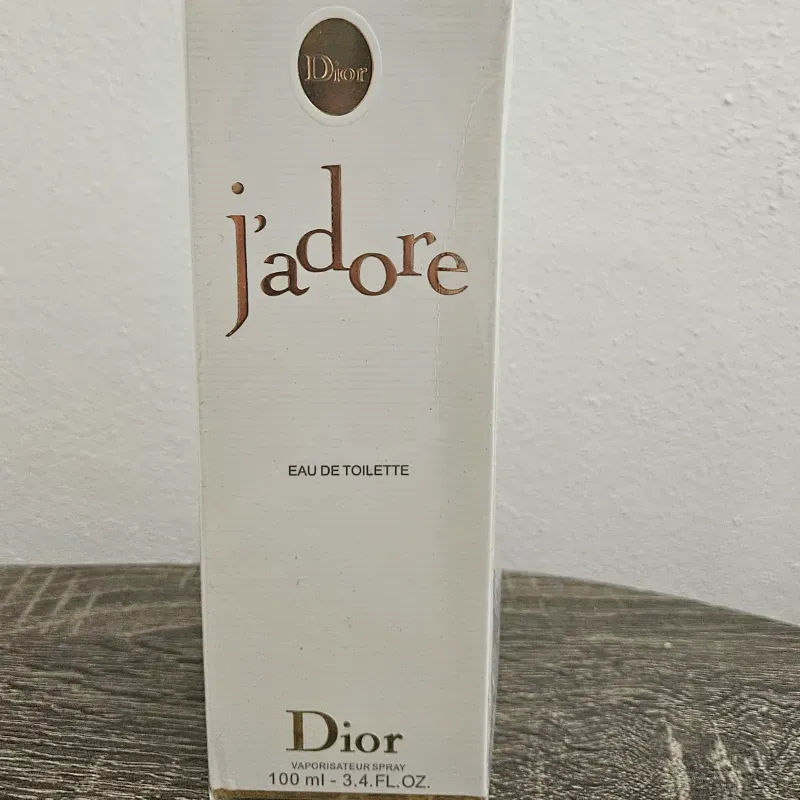 Dior
j'adore
EAU DE TOILETTE
Dior
VAPORISATEUR SPRAY
100 ml - 3.4.FL.OZ.